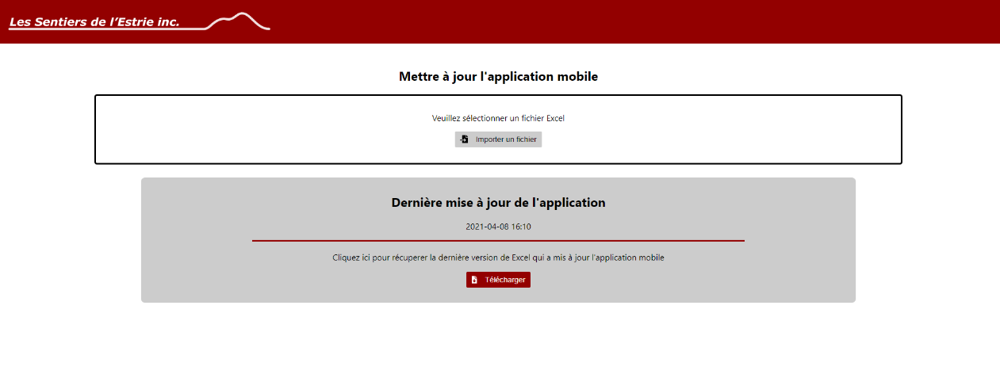 Les Sentiers de l’Estrie inc.
Mettre à jour l'application mobile
Veuillez sélectionner un fichier Excel
Importer un fichier
Dernière mise à jour de l'application
2021-04-08 16:10
Cliquez ici pour récuperer la dernière version de Excel qui a mis à jour l'application mobile
Télécharger